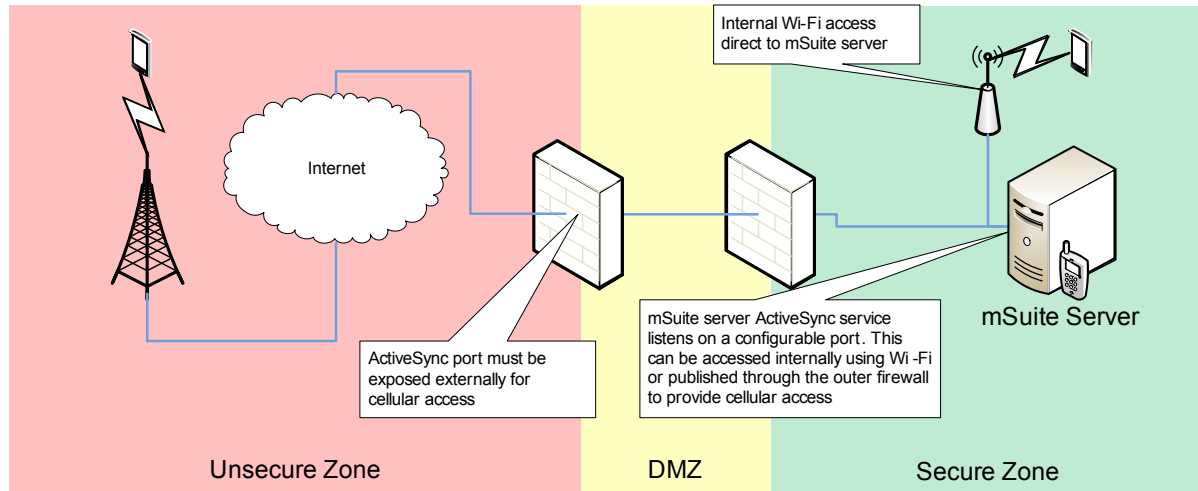 Internal Wi-Fi access
direct to mSuite server
Internet
ActiveSync port must be
exposed externally for
cellular access
mSuite server ActiveSync service
listens on a configurable port. This
can be accessed internally using Wi -Fi
or published through the outer firewall
to provide cellular access
mSuite Server
Unsecure Zone
DMZ
Secure Zone